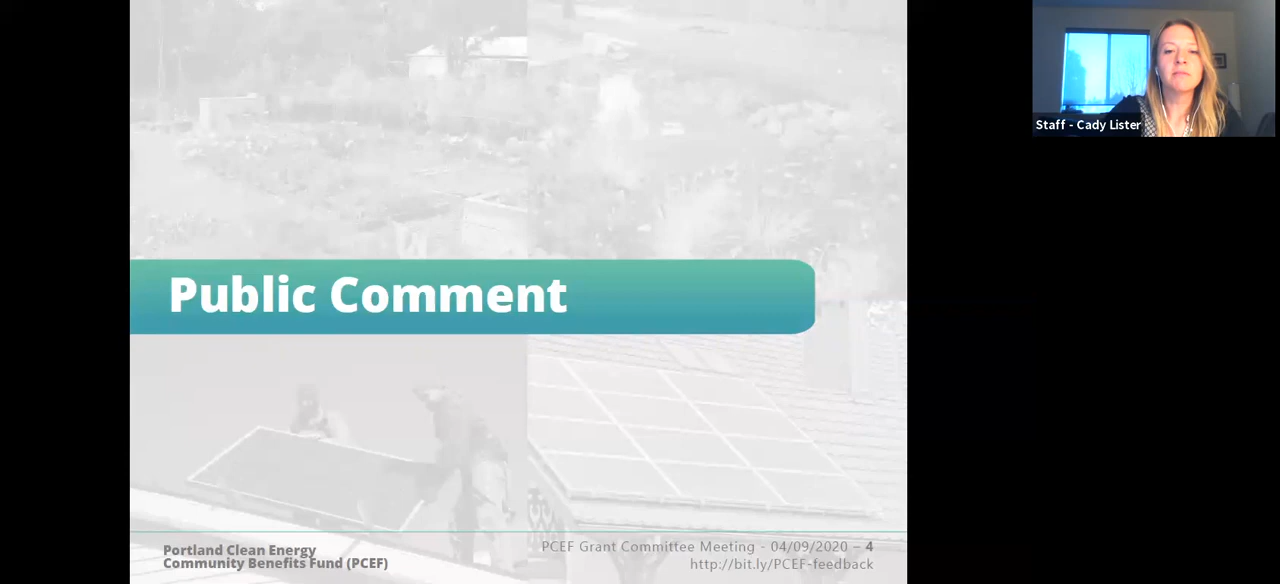 Public Comment
Staff - Cady Lister
Portland Clean Energy
Community Benefits Fund (PCEF)
PCEF Grant Committee Meeting - 04/09/2020 – 4
http://bit.ly/PCEF-feedback